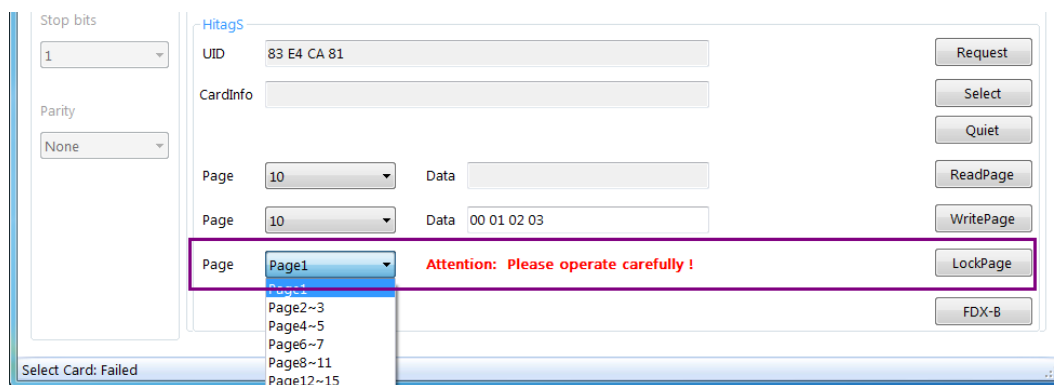 Stop bits
1
Parity
None
HitagS
UID 83 E4 CA 81 Request
CardInfo Select
Quiet
Page 10 Data ReadPage
Page 10 Data 00 01 02 03 WritePage
Page Page1 Attention: Please operate carefully ! LockPage
Page1
Page2~3
Page4~5
Page6~7
Page8~11
Page12~15
FDX-B
Select Card: Failed